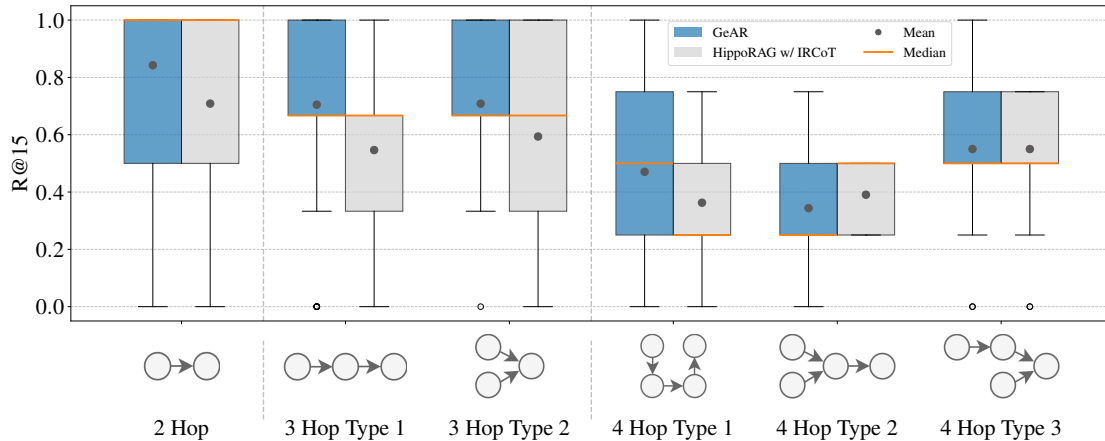 GeAR
HippoRAG w/ IRCoT
Mean
Median
R@15
1.0
0.8
0.6
0.4
0.2
0.0
2 Hop
3 Hop Type 1
3 Hop Type 2
4 Hop Type 1
4 Hop Type 2
4 Hop Type 3